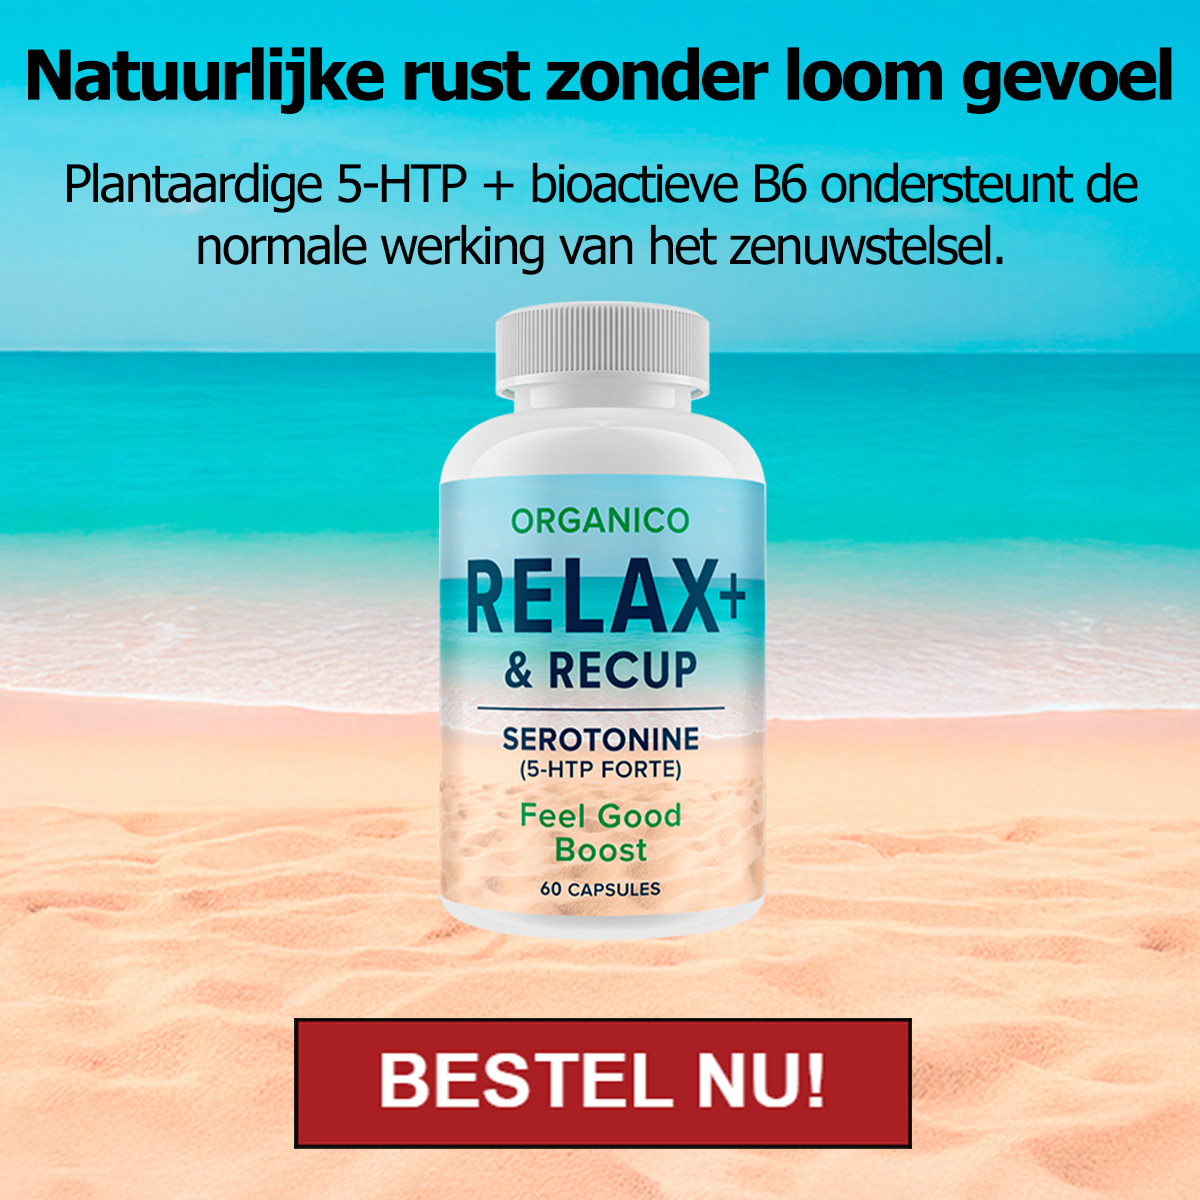 Natuurlijke rust zonder loom gevoel
Plantaardige 5-HTP + bioactieve B6 ondersteunt de
normale werking van het zenuwstelsel.
ORGANICO
RELAX+
& RECUP
SEROTONINE
(5-HTP FORTE)
Feel Good
Boost
60 CAPSULES
BESTEL NU!